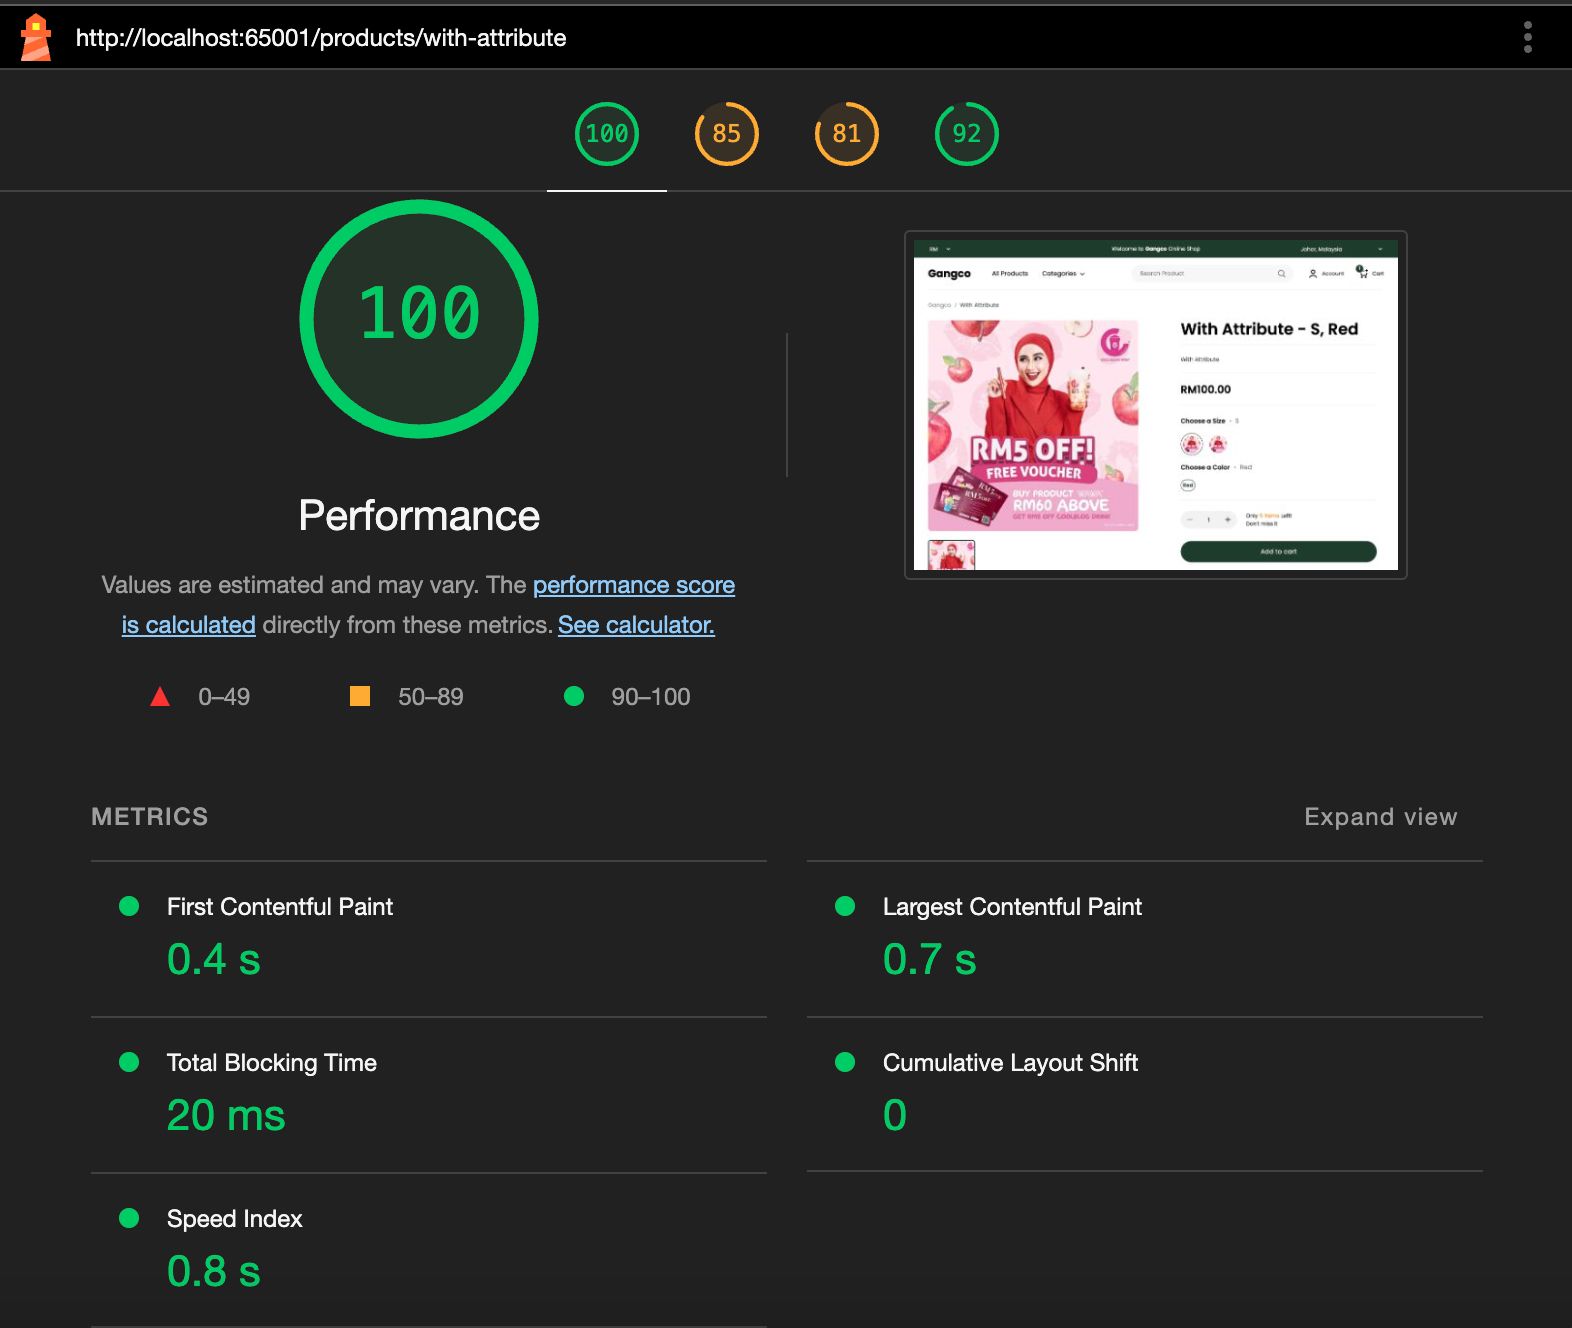 http://localhost:65001/products/with-attribute
100
85
81
92
100
Performance
Values are estimated and may vary. The performance score
is calculated directly from these metrics. See calculator.
0–49
50–89
90–100
RM
Welcome to Gangco Online Shop
Johor, Malaysia
Gangco
All Products
Categories
Search Product
Account
Cart
Gangco / With Attribute
RM5 OFF!
FREE VOUCHER
BUY PRODUCT "WAWA"
RM60 ABOVE
GET RM5 OFF COOLBLOG DRINK
With Attribute - S, Red
With Attribute
RM100.00
Choose a Size - S
Choose a Color - Red
Red
− 1 +
Only 5 items Left!
Don't miss it
Add to cart
METRICS
Expand view
First Contentful Paint
0.4 s
Largest Contentful Paint
0.7 s
Total Blocking Time
20 ms
Cumulative Layout Shift
0
Speed Index
0.8 s